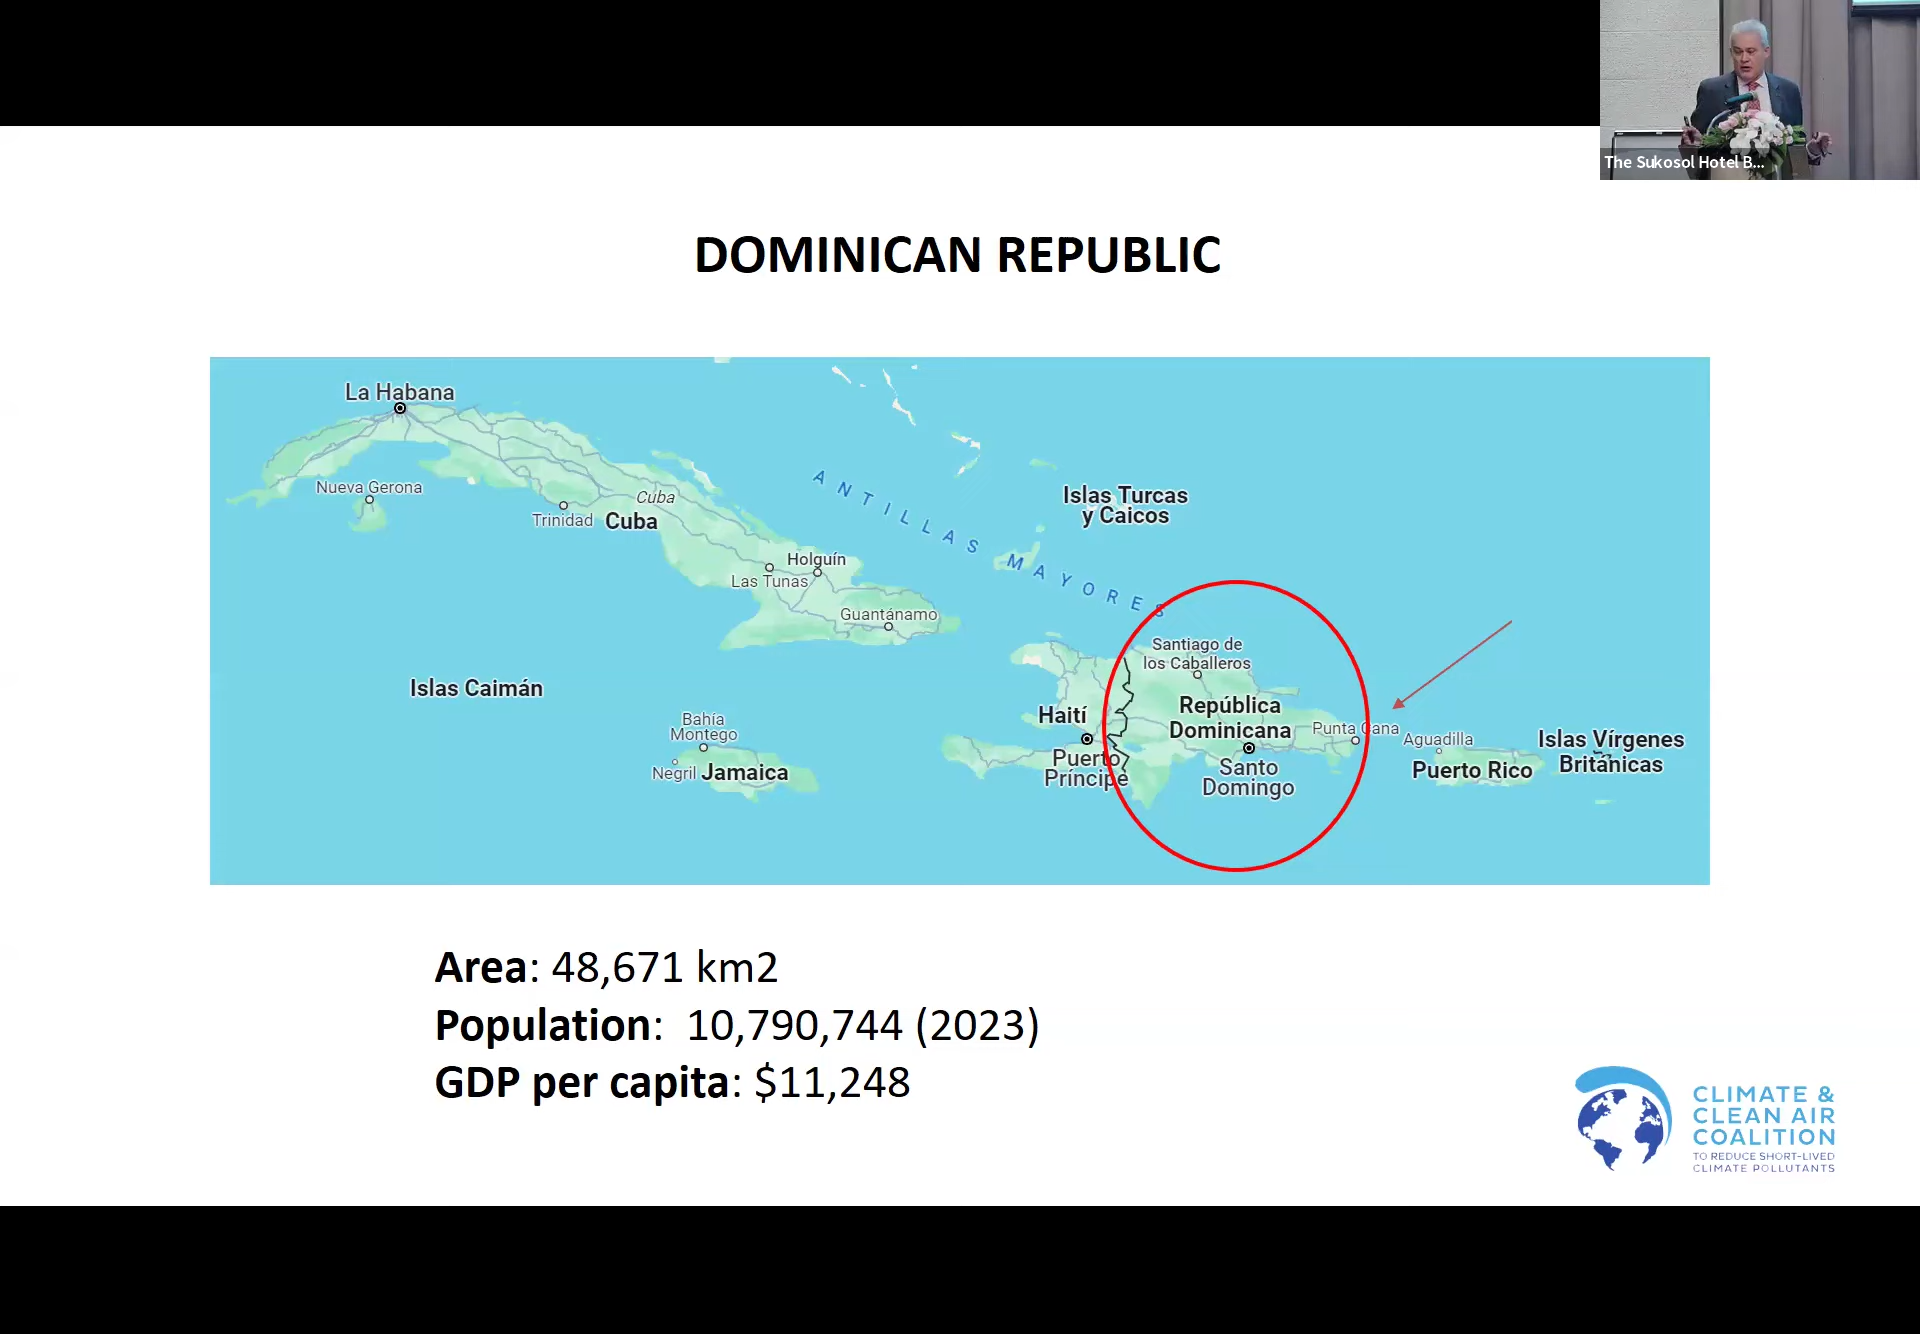 The Sukosol Hotel B...
DOMINICAN REPUBLIC
La Habana
Nueva Gerona
Trinidad
Cuba
Cuba
Holguín
Las Tunas
Guantánamo
ANTILLAS MAYORES
Islas Turcas
y Caicos
Islas Caimán
Bahía
Montego
Negril
Jamaica
Haití
Puerto
Príncipe
Santiago de
los Caballeros
República
Dominicana
Santo
Domingo
Punta Cana
Aguadilla
Puerto Rico
Islas Vírgenes
Británicas
Area: 48,671 km2
Population: 10,790,744 (2023)
GDP per capita: $11,248
CLIMATE &
CLEAN AIR
COALITION
TO REDUCE SHORT-LIVED
CLIMATE POLLUTANTS